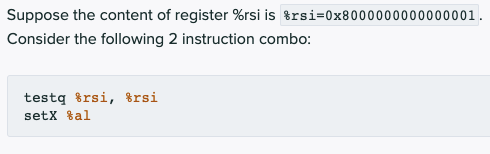 Suppose the content of register %rsi is %rsi=0x8000000000000001.
Consider the following 2 instruction combo:
testq %rsi, %rsi
setX %al